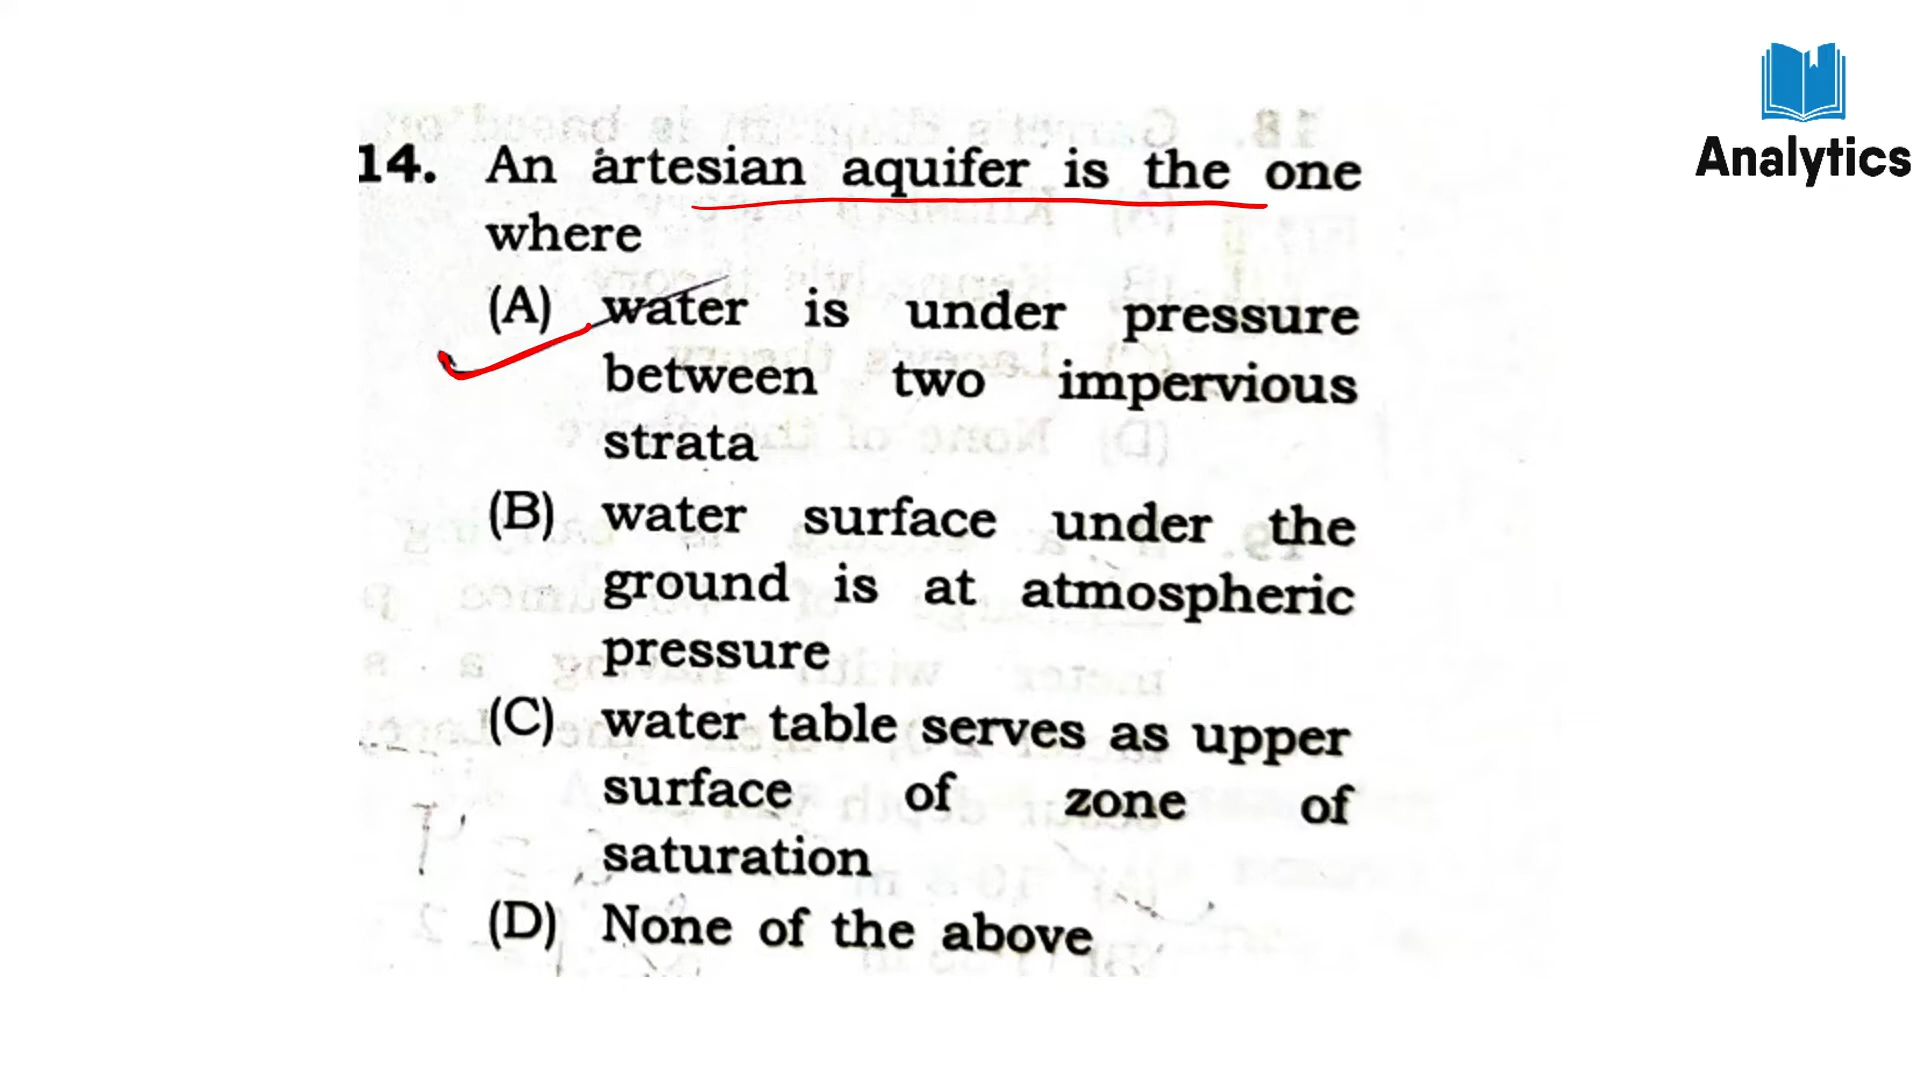 Analytics
14. An artesian aquifer is the one
where
(A) water is under pressure
between two impervious
strata
(B) water surface under the
ground is at atmospheric
pressure
(C) water table serves as upper
surface of zone of
saturation
(D) None of the above